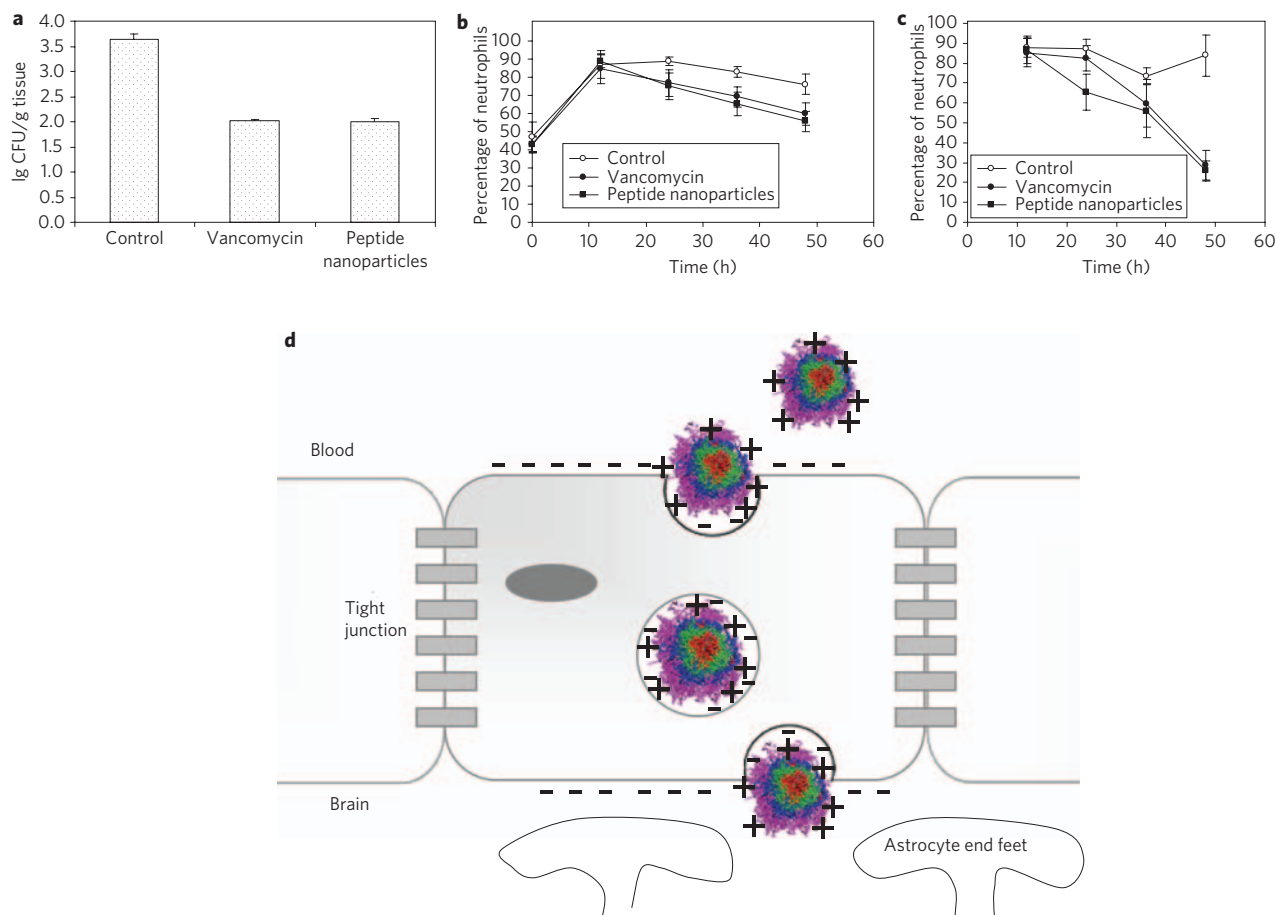 a
lg CFU/g tissue
4.0
3.5
3.0
2.5
2.0
1.5
1.0
0.5
0.0
Control
Vancomycin
Peptide
nanoparticles
b
Percentage of neutrophils
100
90
80
70
60
50
40
30
20
10
0
Control
Vancomycin
Peptide nanoparticles
0
10
20
30
40
50
60
Time (h)
c
Percentage of neutrophils
100
90
80
70
60
50
40
30
20
10
0
Control
Vancomycin
Peptide nanoparticles
0
10
20
30
40
50
60
Time (h)
d
Blood
Tight
junction
Brain
Astrocyte end feet